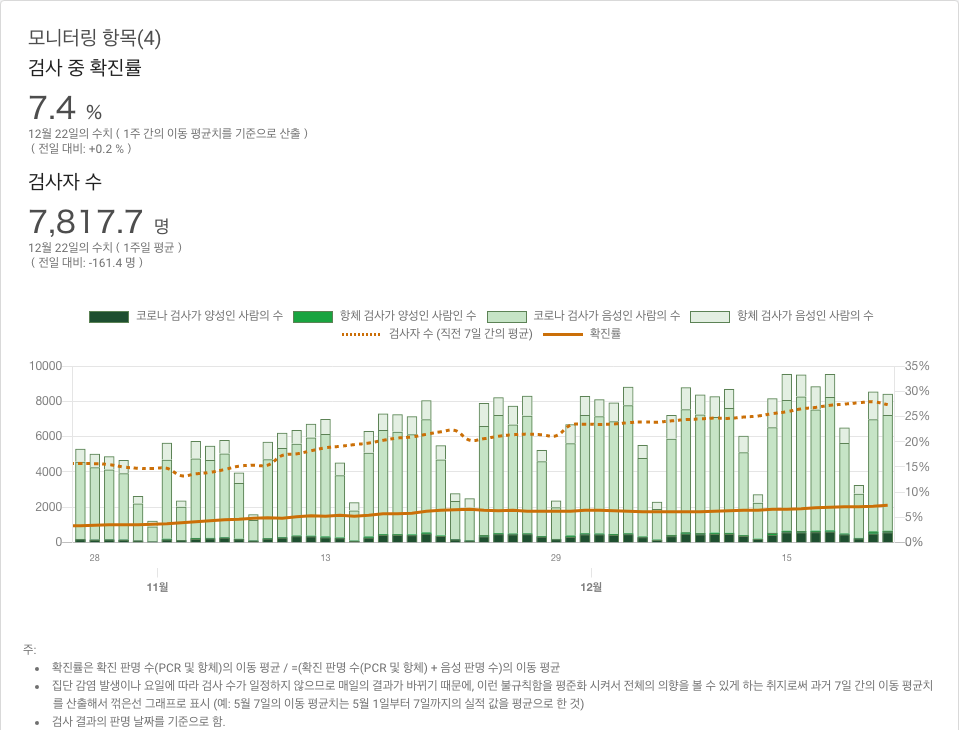 모니터링 항목(4)
검사 중 확진률
7.4 %
12월 22일의 수치 ( 1주 간의 이동 평균치를 기준으로 산출 )
( 전일 대비: +0.2 % )
검사자 수
7,817.7 명
12월 22일의 수치 ( 1주일 평균 )
( 전일 대비: -161.4 명 )
코로나 검사가 양성인 사람의 수 항체 검사가 양성인 사람인 수 코로나 검사가 음성인 사람의 수 항체 검사가 음성인 사람의 수
검사자 수 (직전 7일 간의 평균) 확진률
10000 35%
30%
8000
25%
6000
20%
4000
15%
10%
2000
5%
0 0%
28 13 29 15
11월 12월
주:
확진률은 확진 판명 수(PCR 및 항체)의 이동 평균 / =(확진 판명 수(PCR 및 항체) + 음성 판명 수)의 이동 평균
집단 감염 발생이나 요일에 따라 검사 수가 일정하지 않으므로 매일의 결과가 바뀌기 때문에, 이런 불규칙함을 평준화 시켜서 전체의 의향을 볼 수 있게 하는 취지로써 과거 7일 간의 이동 평균치
를 산출해서 꺾은선 그래프로 표시 (예: 5월 7일의 이동 평균치는 5월 1일부터 7일까지의 실적 값을 평균으로 한 것)
검사 결과의 판명 날짜를 기준으로 함.